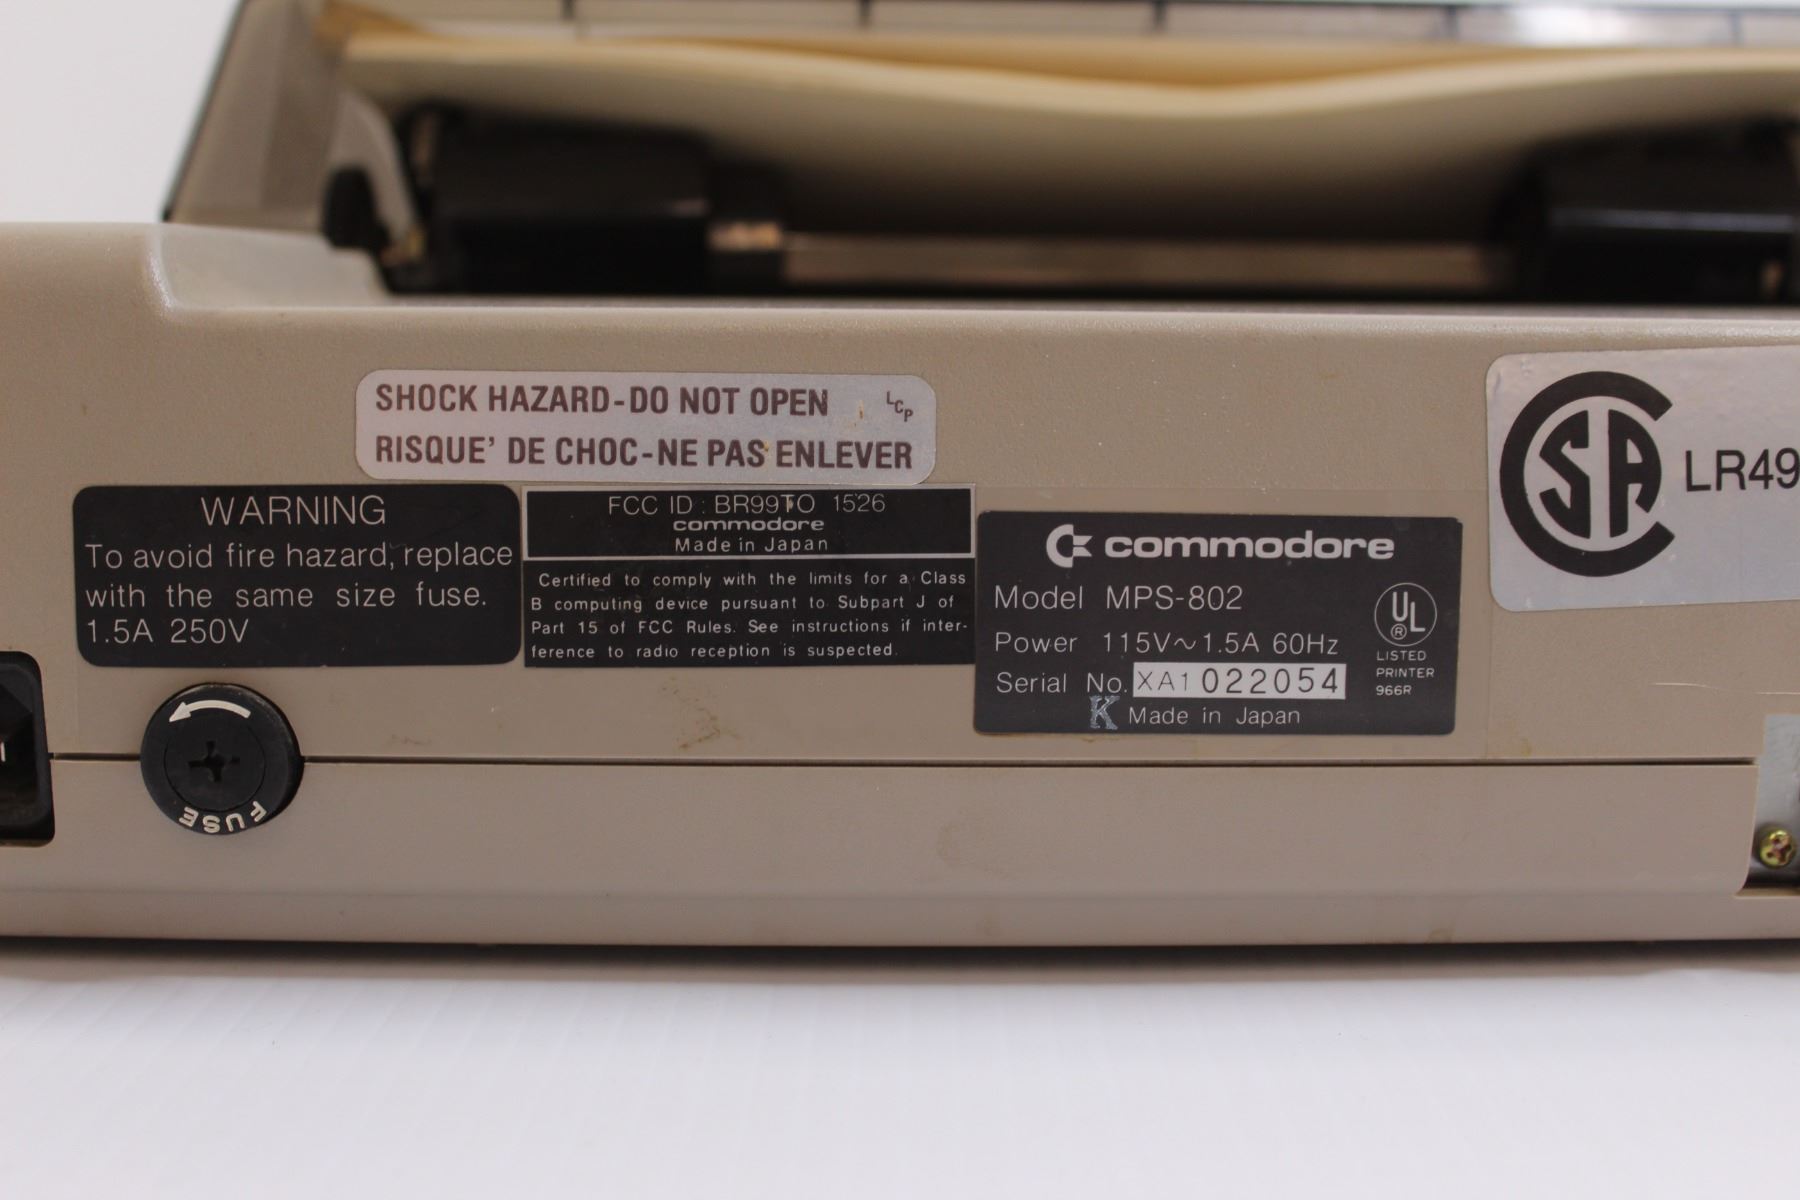 SHOCK HAZARD-DO NOT OPEN LCP
RISQUE' DE CHOC-NE PAS ENLEVER
WARNING
To avoid fire hazard, replace
with the same size fuse.
1.5A 250V
FCC ID : BR99TO 1526
commodore
Made in Japan
Certified to comply with the limits for a Class
B computing device pursuant to Subpart J of
Part 15 of FCC Rules. See instructions if inter-
ference to radio reception is suspected.
commodore
Model MPS-802
Power 115V~1.5A 60Hz
Serial No. XA1 022054
K Made in Japan
UL
®
LISTED
PRINTER
966R
CSA
LR49
FUSE